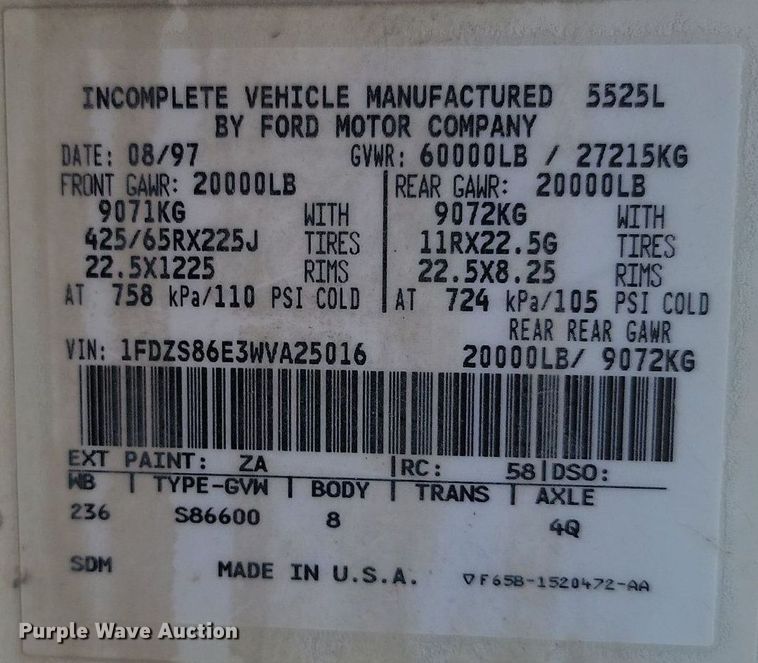 INCOMPLETE VEHICLE MANUFACTURED 5525L
BY FORD MOTOR COMPANY
DATE: 08/97 GVWR: 60000LB / 27215KG
FRONT GAWR: 20000LB REAR GAWR: 20000LB
9071KG WITH 9072KG WITH
425/65RX225J TIRES 11RX22.5G TIRES
22.5X1225 RIMS 22.5X8.25 RIMS
AT 758 kPa/110 PSI COLD AT 724 kPa/105 PSI COLD
REAR REAR GAWR
VIN: 1FDZS86E3WVA25016 20000LB/ 9072KG
EXT PAINT: ZA RC: 58 DSO:
WB TYPE-GVW BODY TRANS AXLE
236 S86600 8 4Q
SDM MADE IN U.S.A. F65B-1520472-AA
Purple Wave Auction